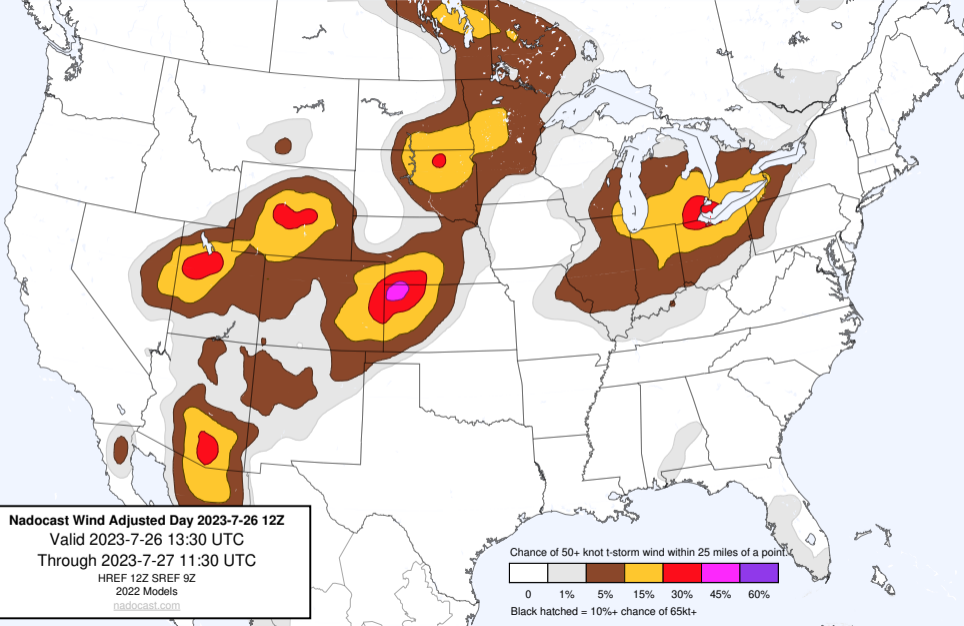 Nadocast Wind Adjusted Day 2023-7-26 12Z
Valid 2023-7-26 13:30 UTC
Through 2023-7-27 11:30 UTC
HREF 12Z SREF 9Z
2022 Models
nadocast.com
Chance of 50+ knot t-storm wind within 25 miles of a point.
0 1% 5% 15% 30% 45% 60%
Black hatched = 10%+ chance of 65kt+